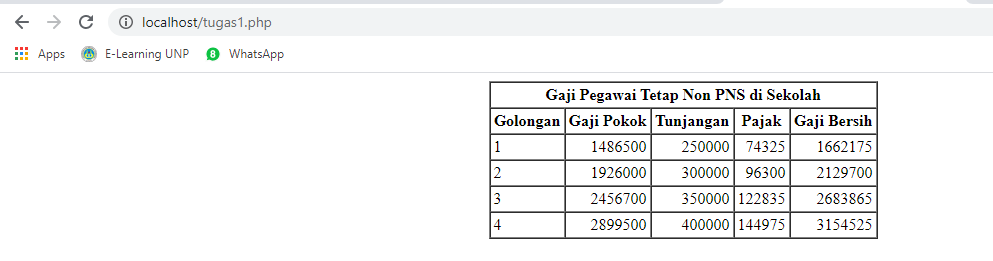 localhost/tugas1.php
Apps E-Learning UNP 8 WhatsApp
Gaji Pegawai Tetap Non PNS di Sekolah
Golongan Gaji Pokok Tunjangan Pajak Gaji Bersih
1 1486500 250000 74325 1662175
2 1926000 300000 96300 2129700
3 2456700 350000 122835 2683865
4 2899500 400000 144975 3154525